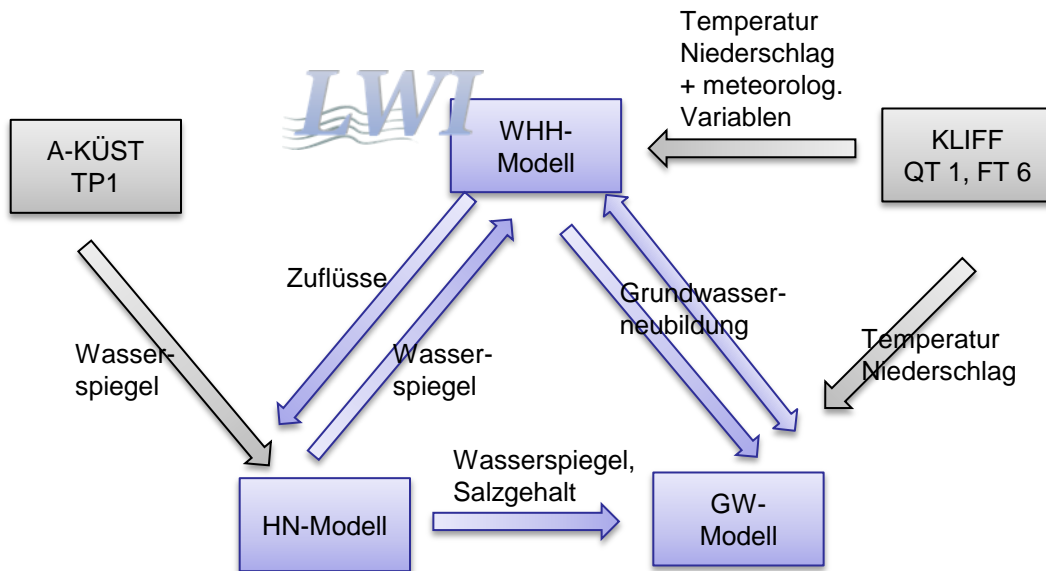 Temperatur
Niederschlag
+ meteorolog.
Variablen
LWI
WHH-
Modell
A-KÜST
TP1
KLIFF
QT 1, FT 6
Zuflüsse
Grundwasser-
neubildung
Wasser-
spiegel
Wasser-
spiegel
Temperatur
Niederschlag
Wasserspiegel,
Salzgehalt
HN-Modell
GW-
Modell